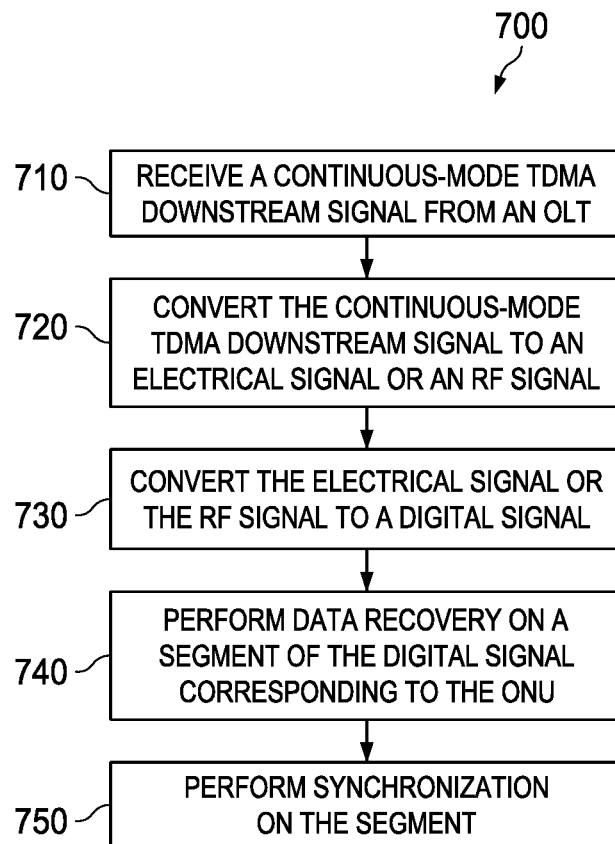 700
710
RECEIVE A CONTINUOUS-MODE TDMA
DOWNSTREAM SIGNAL FROM AN OLT
720
CONVERT THE CONTINUOUS-MODE
TDMA DOWNSTREAM SIGNAL TO AN
ELECTRICAL SIGNAL OR AN RF SIGNAL
730
CONVERT THE ELECTRICAL SIGNAL OR
THE RF SIGNAL TO A DIGITAL SIGNAL
740
PERFORM DATA RECOVERY ON A
SEGMENT OF THE DIGITAL SIGNAL
CORRESPONDING TO THE ONU
750
PERFORM SYNCHRONIZATION
ON THE SEGMENT